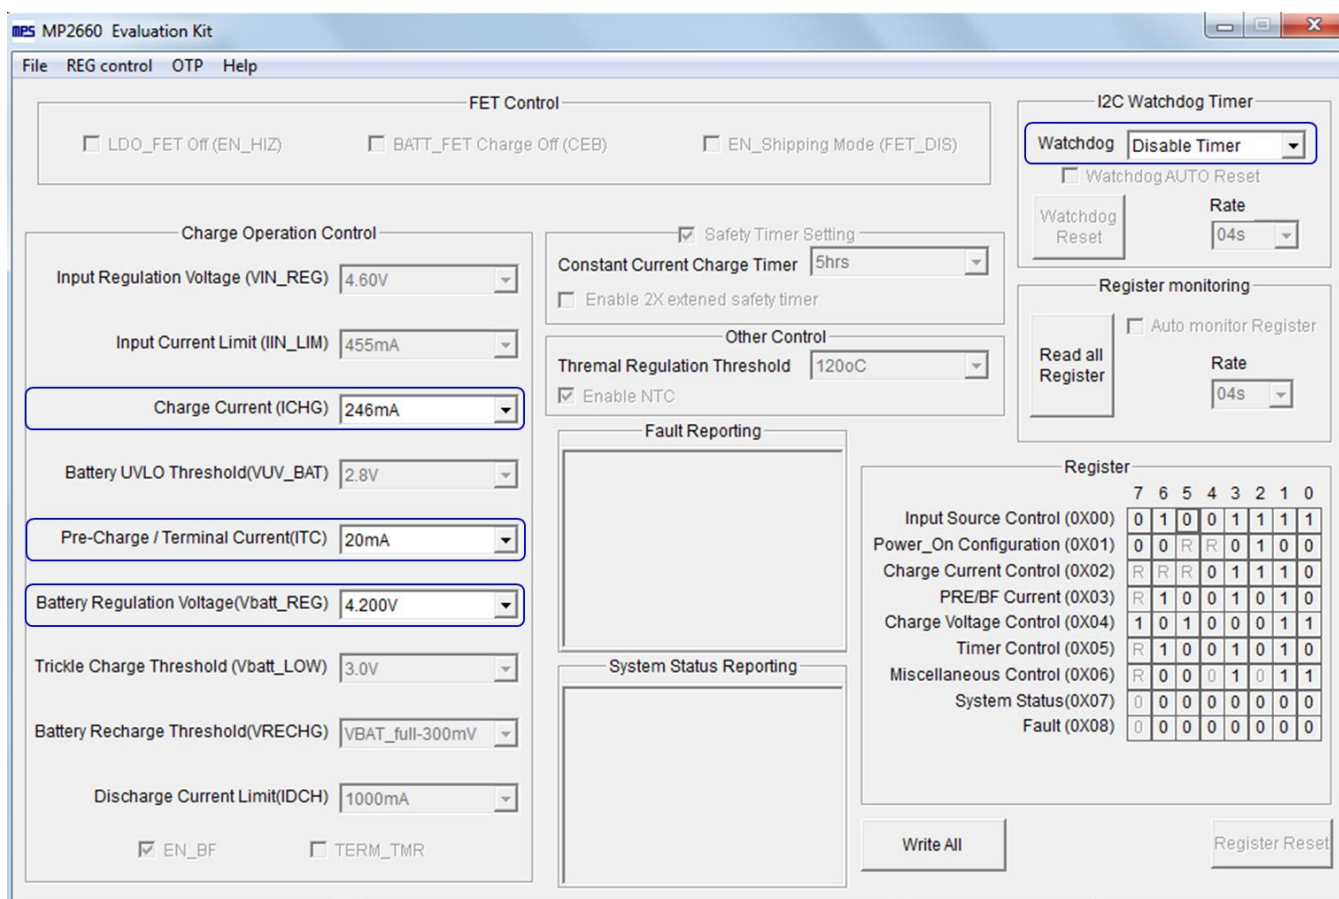 mps MP2660 Evaluation Kit
File REG control OTP Help
FET Control
LDO_FET Off (EN_HIZ) BATT_FET Charge Off (CEB) EN_Shipping Mode (FET_DIS)
I2C Watchdog Timer
Watchdog Disable Timer
Watchdog AUTO Reset
Watchdog Reset
Rate
04s
Charge Operation Control
Input Regulation Voltage (VIN_REG) 4.60V
Input Current Limit (IIN_LIM) 455mA
Charge Current (ICHG) 246mA
Battery UVLO Threshold(VUV_BAT) 2.8V
Pre-Charge / Terminal Current(ITC) 20mA
Battery Regulation Voltage(Vbatt_REG) 4.200V
Trickle Charge Threshold (Vbatt_LOW) 3.0V
Battery Recharge Threshold(VRECHG) VBAT_full-300mV
Discharge Current Limit(IDCH) 1000mA
EN_BF TERM_TMR
Safety Timer Setting
Constant Current Charge Timer 5hrs
Enable 2X extened safety timer
Other Control
Thremal Regulation Threshold 120oC
Enable NTC
Fault Reporting
System Status Reporting
Register monitoring
Auto monitor Register
Read all Register
Rate
04s
Register
7 6 5 4 3 2 1 0
Input Source Control (0X00) 0 1 0 0 1 1 1 1
Power_On Configuration (0X01) 0 0 R R 0 1 0 0
Charge Current Control (0X02) R R R 0 1 1 1 0
PRE/BF Current (0X03) R 1 0 0 1 0 1 0
Charge Voltage Control (0X04) 1 0 1 0 0 0 1 1
Timer Control (0X05) R 1 0 0 1 0 1 0
Miscellaneous Control (0X06) R 0 0 0 1 0 1 1
System Status(0X07) 0 0 0 0 0 0 0 0
Fault (0X08) 0 0 0 0 0 0 0 0
Write All
Register Reset